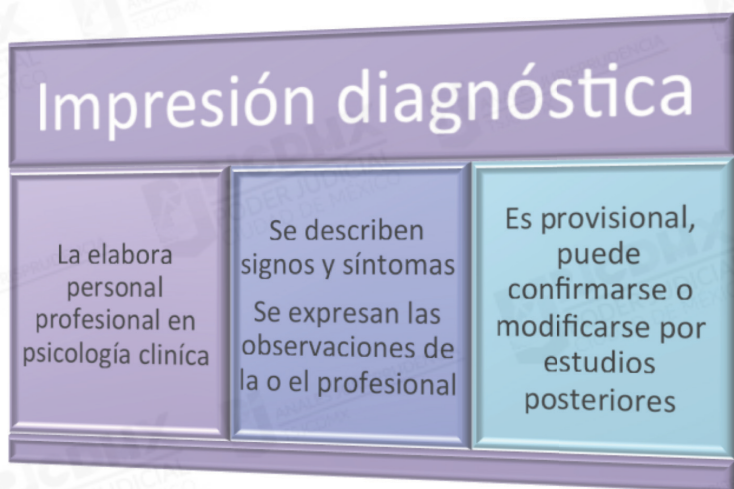 Impresión diagnóstica
La elabora
personal
profesional en
psicología cliníca
Se describen
signos y síntomas
Se expresan las
observaciones de
la o el profesional
Es provisional,
puede
confirmarse o
modificarse por
estudios
posteriores